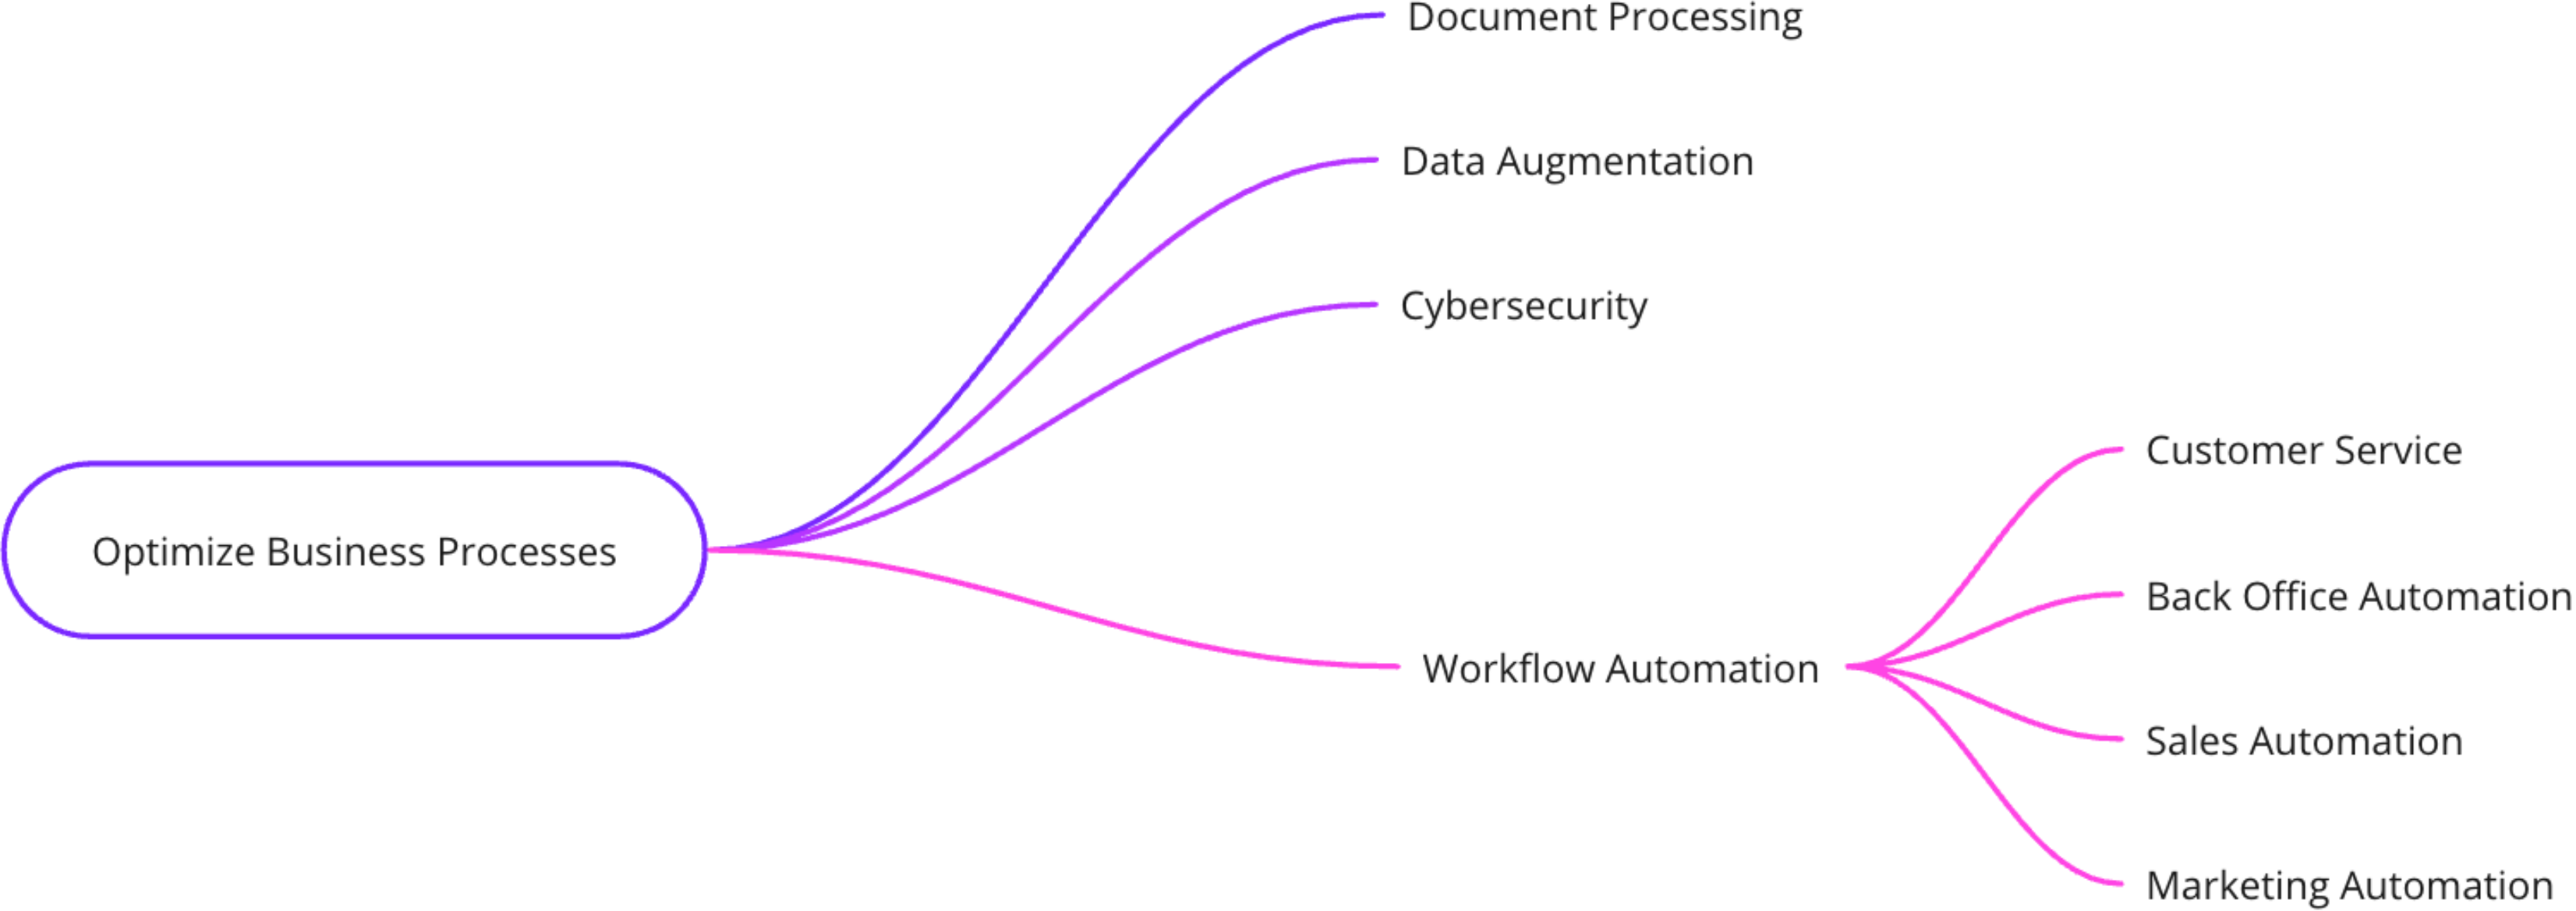 Document Processing
Data Augmentation
Cybersecurity
Optimize Business Processes
Workflow Automation
Customer Service
Back Office Automation
Sales Automation
Marketing Automation